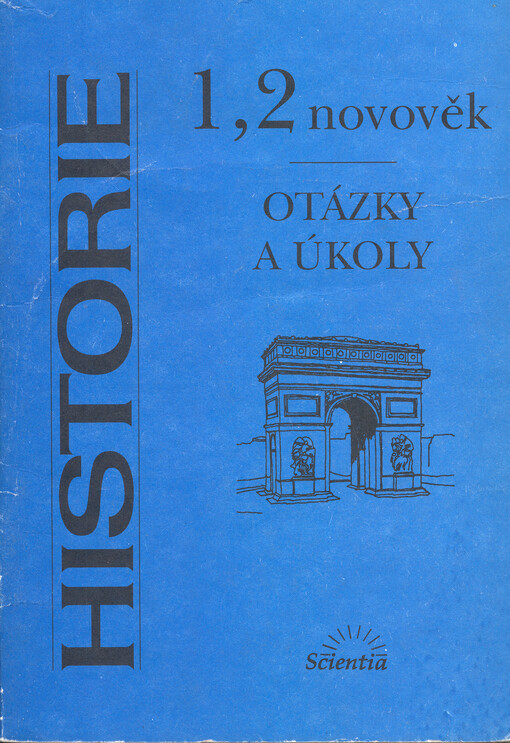 HISTORIE
1,2 novověk
OTÁZKY
A ÚKOLY
Scientia